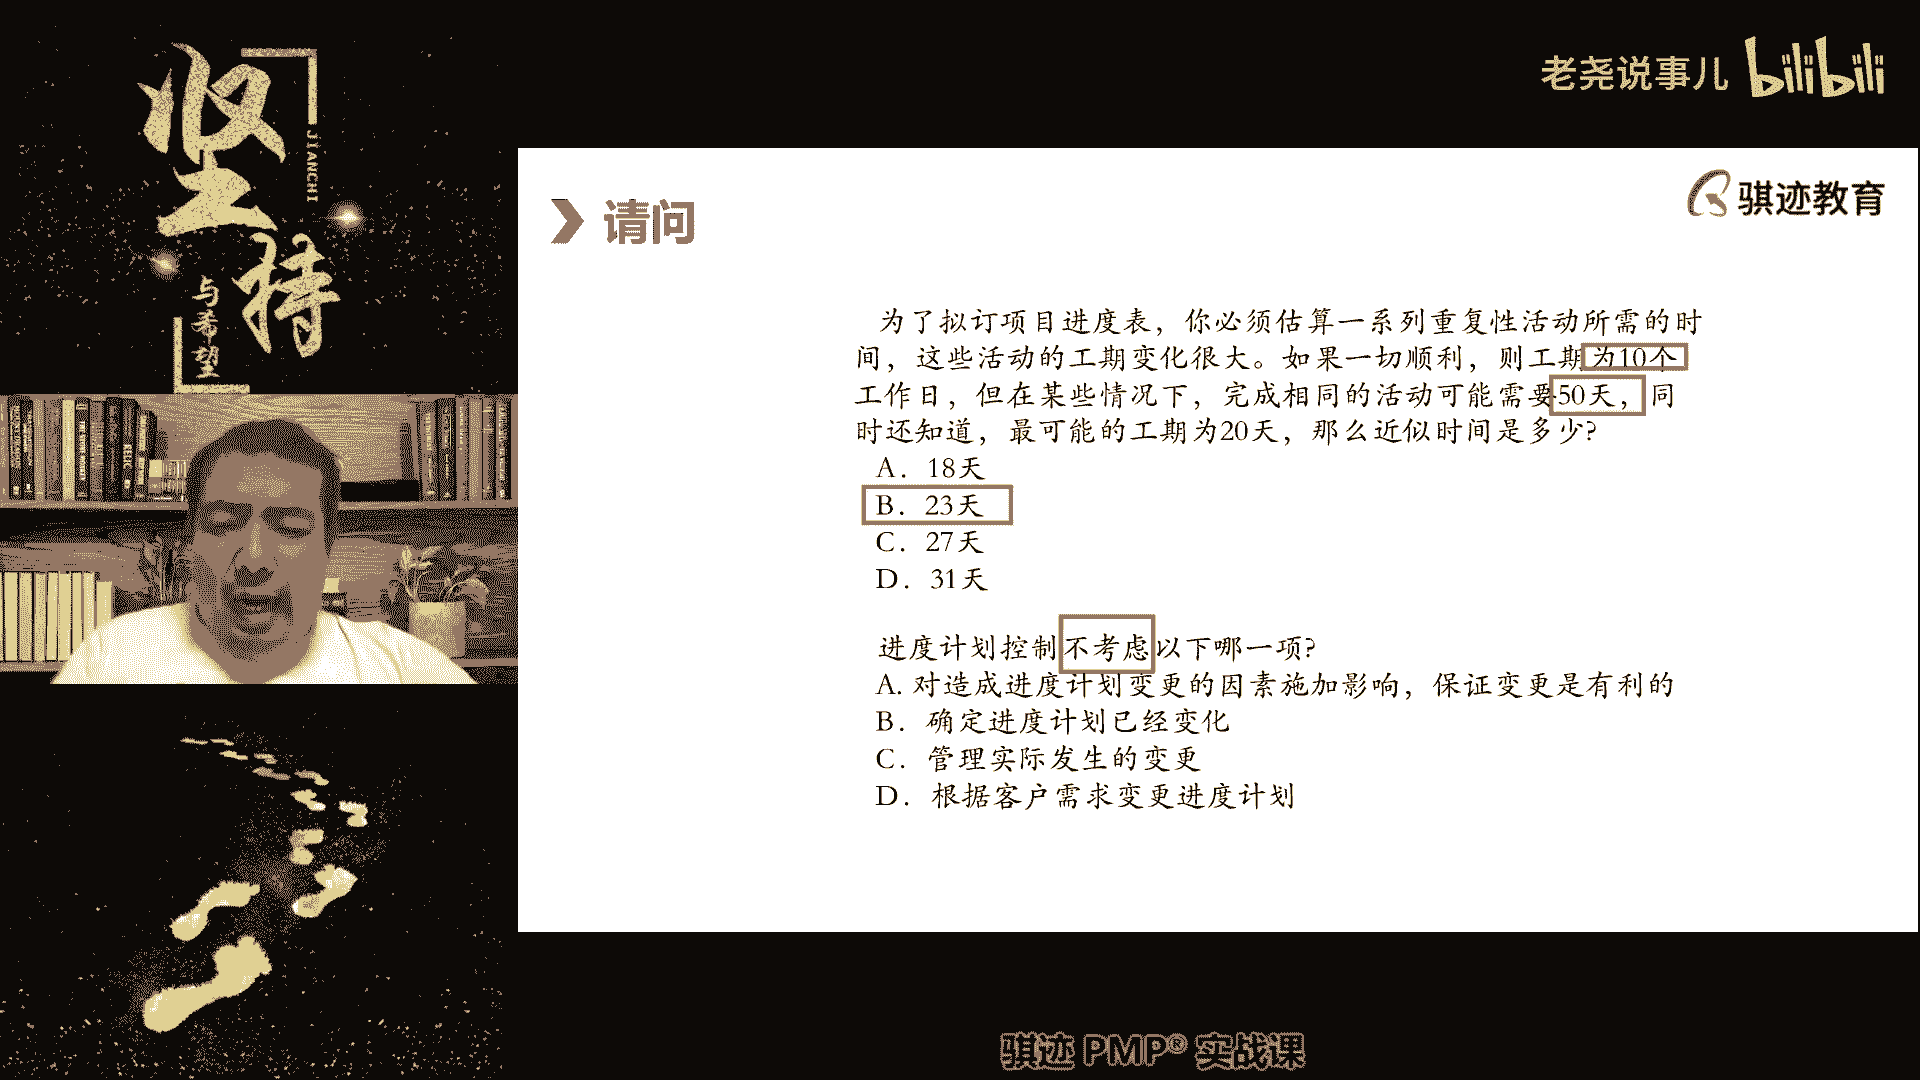 坚持
JIANCHI
与希望
老尧说事儿 bilibili
骐迹教育
请问
为了拟订项目进度表，你必须估算一系列重复性活动所需的时
间，这些活动的工期变化很大。如果一切顺利，则工期为10个
工作日，但在某些情况下，完成相同的活动可能需要50天，同
时还知道，最可能的工期为20天，那么近似时间是多少?
A．18天
B．23天
C．27天
D．31天
进度计划控制不考虑以下哪一项?
A. 对造成进度计划变更的因素施加影响，保证变更是有利的
B．确定进度计划已经变化
C．管理实际发生的变更
D．根据客户需求变更进度计划
骐迹 PMP® 实战课